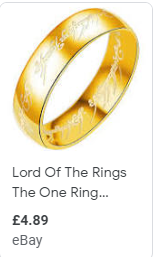 Lord Of The Rings
The One Ring...
£4.89
eBay